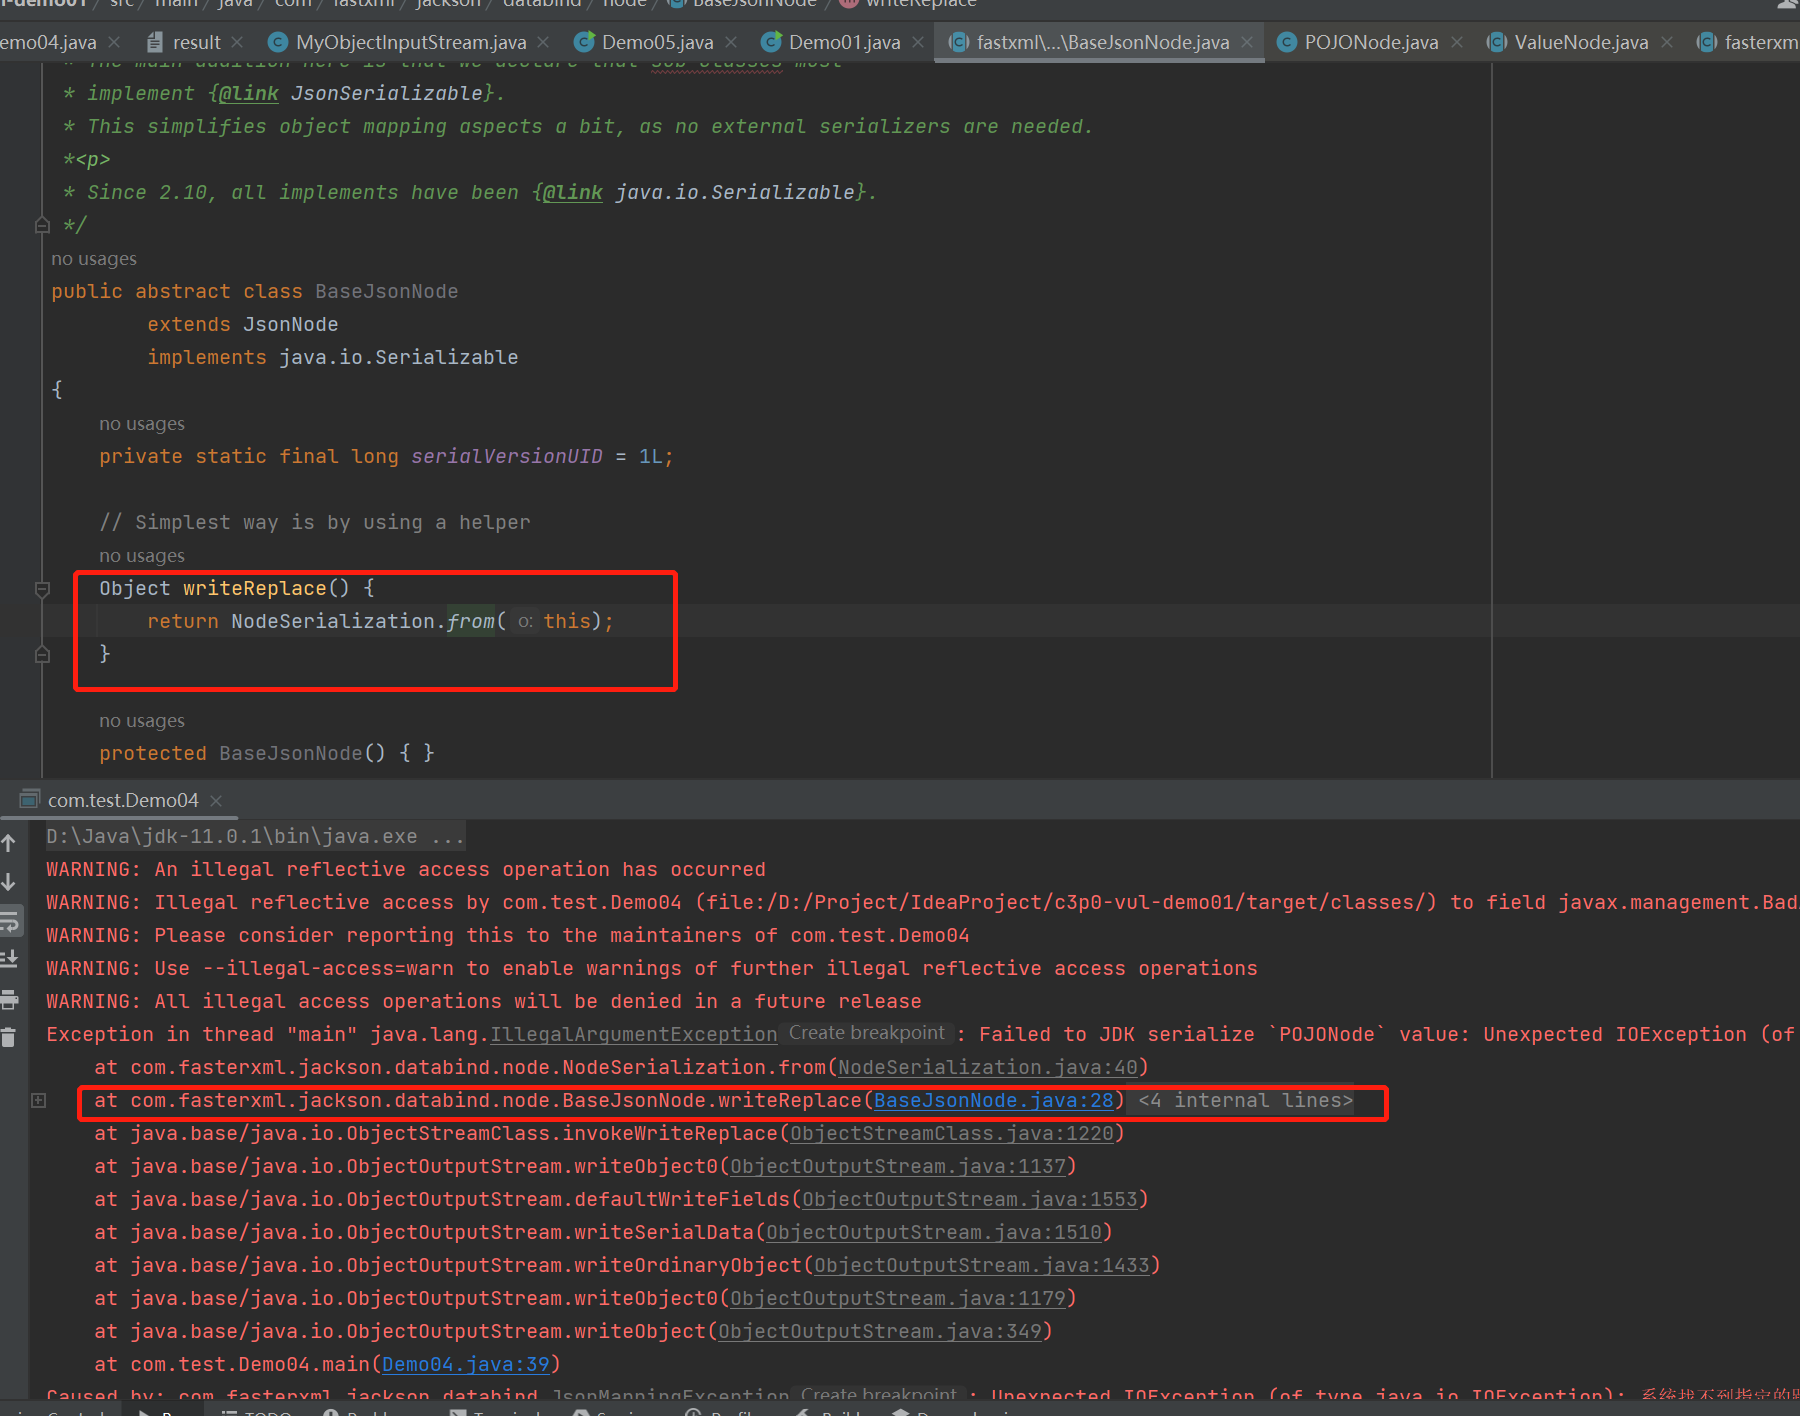 src / main / java / com / fastxml / jackson / databind / node / BaseJsonNode / writeReplace
emo04.java × result × MyObjectInputStream.java × Demo05.java × Demo01.java × fastxml\...\BaseJsonNode.java × POJONode.java × ValueNode.java × fasterxm
* The main addition here is that we declare that sub-classes must
* implement {@link JsonSerializable}.
* This simplifies object mapping aspects a bit, as no external serializers are needed.
*<p>
* Since 2.10, all implements have been {@link java.io.Serializable}.
*/
no usages
public abstract class BaseJsonNode
extends JsonNode
implements java.io.Serializable
{
no usages
private static final long serialVersionUID = 1L;
// Simplest way is by using a helper
no usages
Object writeReplace() {
return NodeSerialization.from( o: this);
}
no usages
protected BaseJsonNode() { }
com.test.Demo04 ×
D:\Java\jdk-11.0.1\bin\java.exe ...
WARNING: An illegal reflective access operation has occurred
WARNING: Illegal reflective access by com.test.Demo04 (file:/D:/Project/IdeaProject/c3p0-vul-demo01/target/classes/) to field javax.management.BadA
WARNING: Please consider reporting this to the maintainers of com.test.Demo04
WARNING: Use --illegal-access=warn to enable warnings of further illegal reflective access operations
WARNING: All illegal access operations will be denied in a future release
Exception in thread "main" java.lang.IllegalArgumentException Create breakpoint : Failed to JDK serialize `POJONode` value: Unexpected IOException (of
at com.fasterxml.jackson.databind.node.NodeSerialization.from(NodeSerialization.java:40)
at com.fasterxml.jackson.databind.node.BaseJsonNode.writeReplace(BaseJsonNode.java:28) <4 internal lines>
at java.base/java.io.ObjectStreamClass.invokeWriteReplace(ObjectStreamClass.java:1220)
at java.base/java.io.ObjectOutputStream.writeObject0(ObjectOutputStream.java:1137)
at java.base/java.io.ObjectOutputStream.defaultWriteFields(ObjectOutputStream.java:1553)
at java.base/java.io.ObjectOutputStream.writeSerialData(ObjectOutputStream.java:1510)
at java.base/java.io.ObjectOutputStream.writeOrdinaryObject(ObjectOutputStream.java:1433)
at java.base/java.io.ObjectOutputStream.writeObject0(ObjectOutputStream.java:1179)
at java.base/java.io.ObjectOutputStream.writeObject(ObjectOutputStream.java:349)
at com.test.Demo04.main(Demo04.java:39)
Caused by: com.fasterxml.jackson.databind.JsonMappingException Create breakpoint : Unexpected IOException (of type java.io.IOException): 系统找不到指定的路